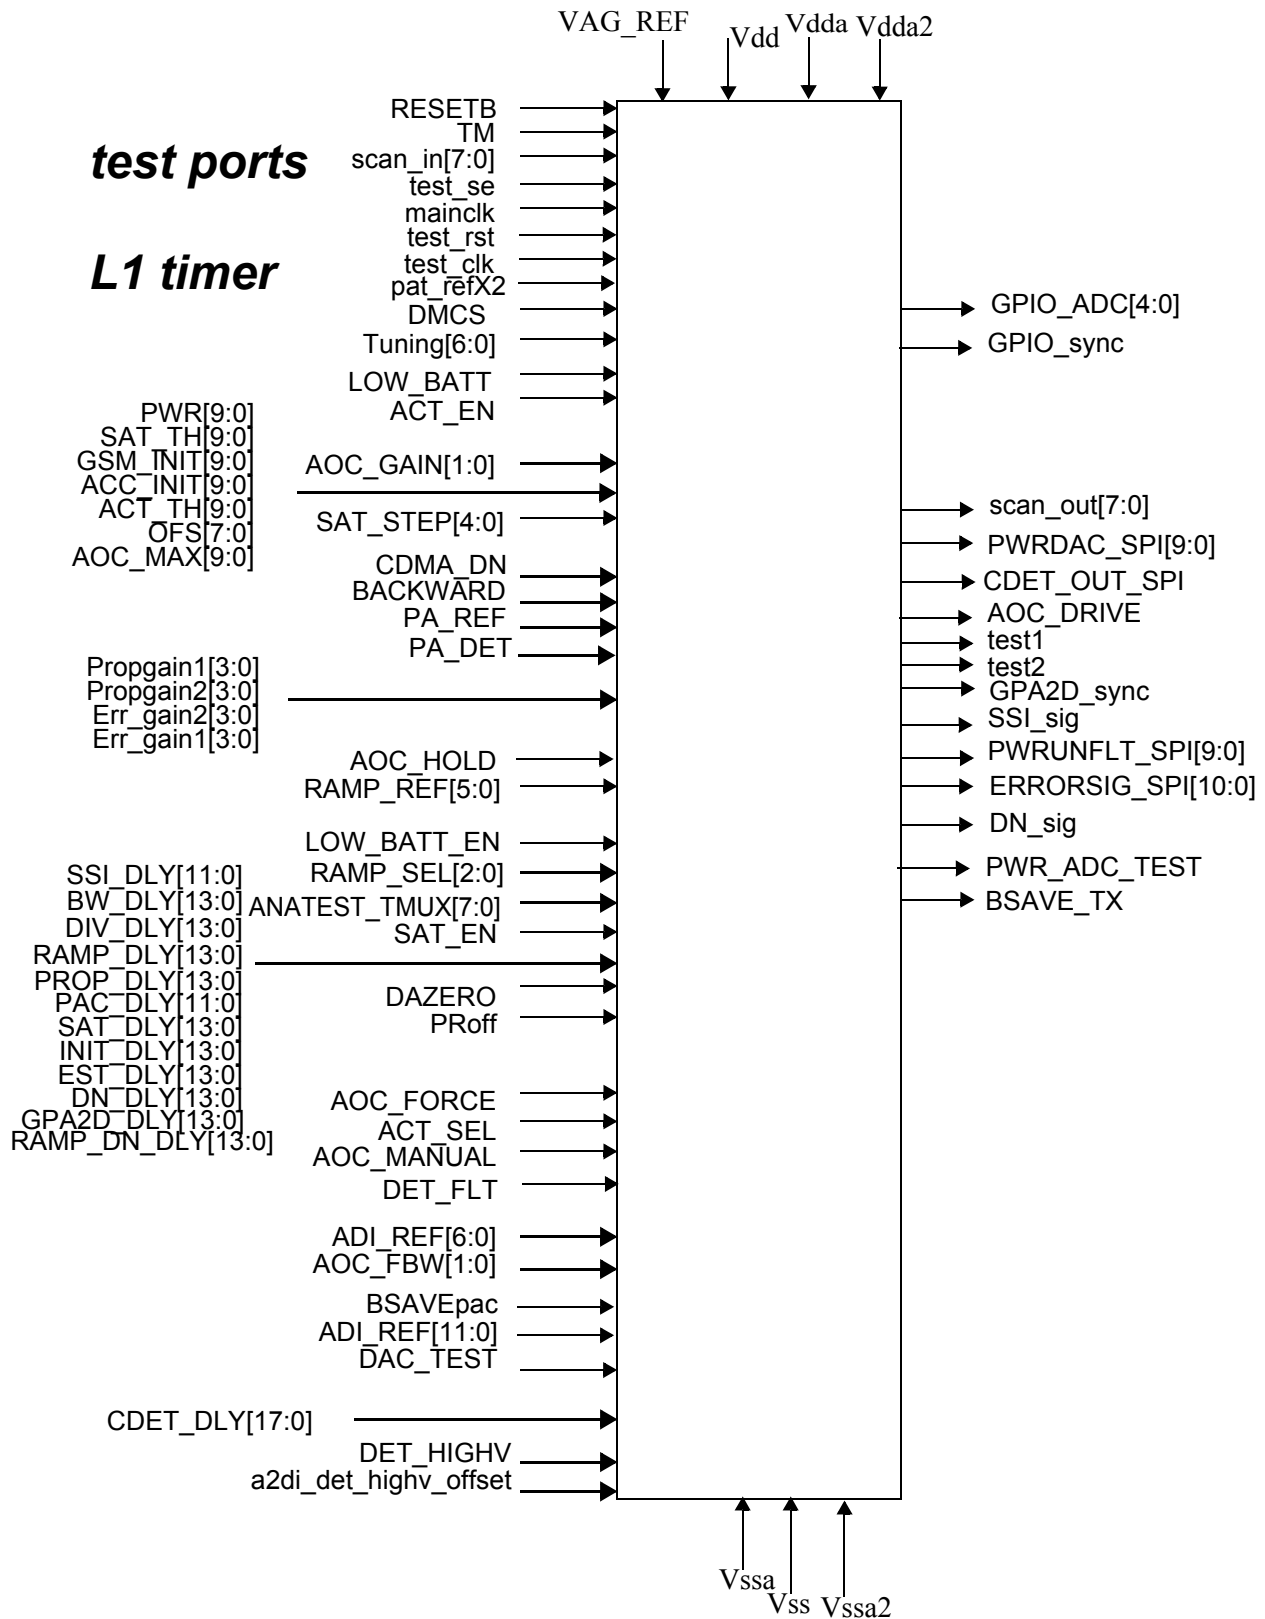 VAG_REF
Vdd
Vdda
Vdda2
test ports
L1 timer
RESETB
TM
scan_in[7:0]
test_se
mainclk
test_rst
test_clk
pat_refX2
DMCS
Tuning[6:0]
LOW_BATT
ACT_EN
PWR[9:0]
SAT_TH[9:0]
GSM_INIT[9:0]
ACC_INIT[9:0]
ACT_TH[9:0]
OFS[7:0]
AOC_MAX[9:0]
AOC_GAIN[1:0]
SAT_STEP[4:0]
CDMA_DN
BACKWARD
PA_REF
PA_DET
Propgain1[3:0]
Propgain2[3:0]
Err_gain2[3:0]
Err_gain1[3:0]
AOC_HOLD
RAMP_REF[5:0]
LOW_BATT_EN
RAMP_SEL[2:0]
ANATEST_TMUX[7:0]
SAT_EN
SSI_DLY[11:0]
BW_DLY[13:0]
DIV_DLY[13:0]
RAMP_DLY[13:0]
PROP_DLY[13:0]
PAC_DLY[11:0]
SAT_DLY[13:0]
INIT_DLY[13:0]
EST_DLY[13:0]
DN_DLY[13:0]
GPA2D_DLY[13:0]
RAMP_DN_DLY[13:0]
DAZERO
PRoff
AOC_FORCE
ACT_SEL
AOC_MANUAL
DET_FLT
ADI_REF[6:0]
AOC_FBW[1:0]
BSAVEpac
ADI_REF[11:0]
DAC_TEST
CDET_DLY[17:0]
DET_HIGHV
a2di_det_highv_offset
GPIO_ADC[4:0]
GPIO_sync
scan_out[7:0]
PWRDAC_SPI[9:0]
CDET_OUT_SPI
AOC_DRIVE
test1
test2
GPA2D_sync
SSI_sig
PWRUNFLT_SPI[9:0]
ERRORSIG_SPI[10:0]
DN_sig
PWR_ADC_TEST
BSAVE_TX
Vssa
Vss
Vssa2